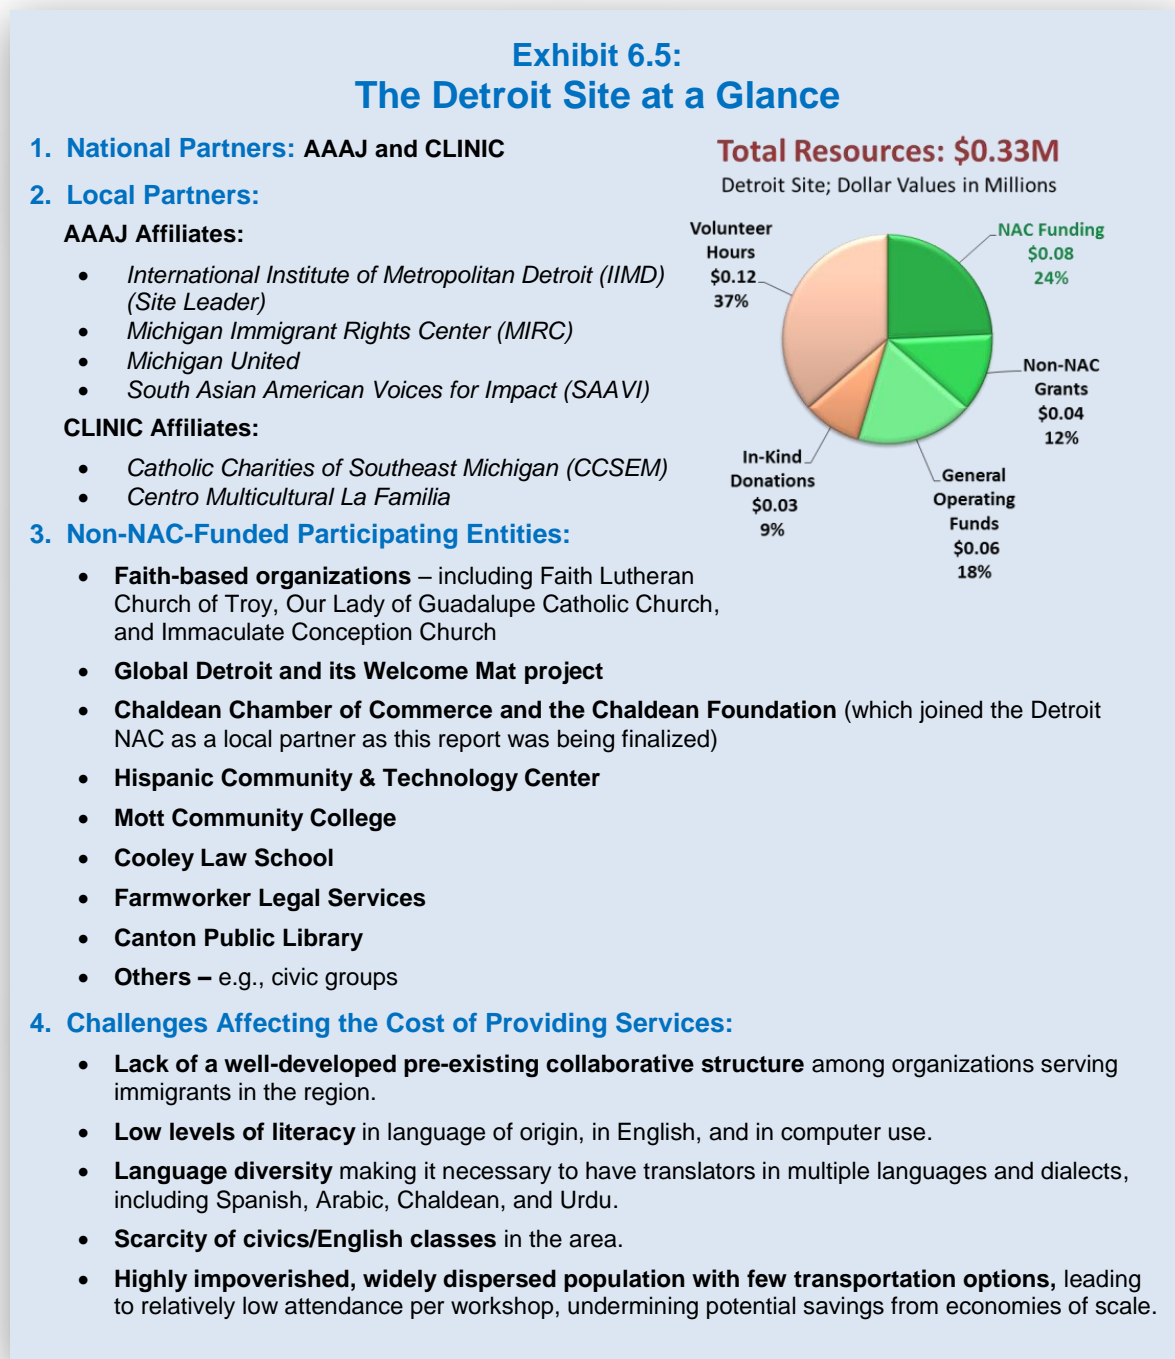 Exhibit 6.5:
The Detroit Site at a Glance
1. National Partners: AAAJ and CLINIC
2. Local Partners:
AAAJ Affiliates:
• International Institute of Metropolitan Detroit (IIMD)
(Site Leader)
• Michigan Immigrant Rights Center (MIRC)
• Michigan United
• South Asian American Voices for Impact (SAAVI)
CLINIC Affiliates:
• Catholic Charities of Southeast Michigan (CCSEM)
• Centro Multicultural La Familia
Total Resources: $0.33M
Detroit Site; Dollar Values in Millions
Volunteer
Hours
$0.12
37%
NAC Funding
$0.08
24%
Non-NAC
Grants
$0.04
12%
In-Kind
Donations
$0.03
9%
General
Operating
Funds
$0.06
18%
3. Non-NAC-Funded Participating Entities:
• Faith-based organizations – including Faith Lutheran
Church of Troy, Our Lady of Guadalupe Catholic Church,
and Immaculate Conception Church
• Global Detroit and its Welcome Mat project
• Chaldean Chamber of Commerce and the Chaldean Foundation (which joined the Detroit
NAC as a local partner as this report was being finalized)
• Hispanic Community & Technology Center
• Mott Community College
• Cooley Law School
• Farmworker Legal Services
• Canton Public Library
• Others – e.g., civic groups
4. Challenges Affecting the Cost of Providing Services:
• Lack of a well-developed pre-existing collaborative structure among organizations serving
immigrants in the region.
• Low levels of literacy in language of origin, in English, and in computer use.
• Language diversity making it necessary to have translators in multiple languages and dialects,
including Spanish, Arabic, Chaldean, and Urdu.
• Scarcity of civics/English classes in the area.
• Highly impoverished, widely dispersed population with few transportation options, leading
to relatively low attendance per workshop, undermining potential savings from economies of scale.